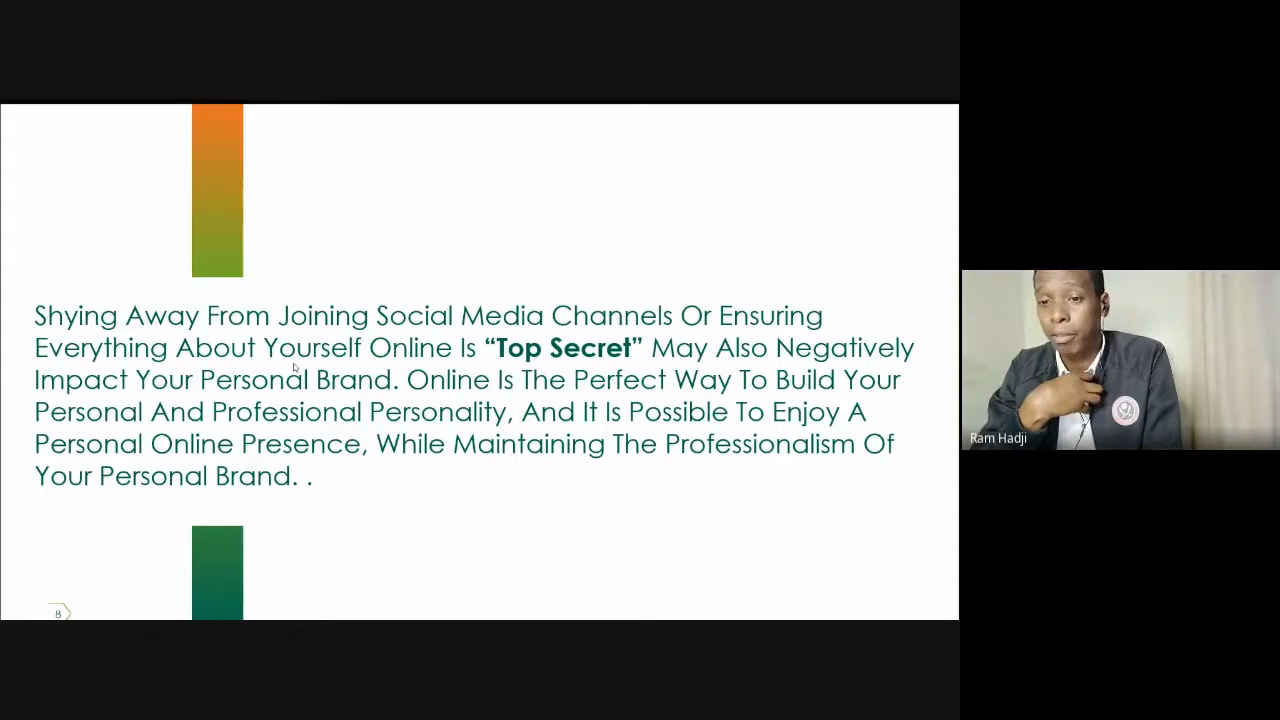 Shying Away From Joining Social Media Channels Or Ensuring
Everything About Yourself Online Is “Top Secret” May Also Negatively
Impact Your Personal Brand. Online Is The Perfect Way To Build Your
Personal And Professional Personality, And It Is Possible To Enjoy A
Personal Online Presence, While Maintaining The Professionalism Of
Your Personal Brand. .
8
Ram Hadji